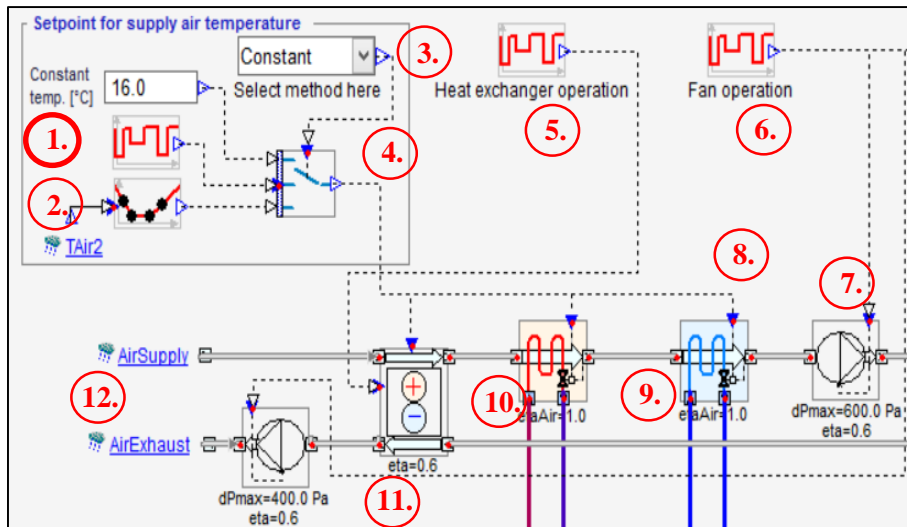 Setpoint for supply air temperature
Constant
3.
Select method here
Constant
temp. [°C]
16.0
1.
4.
2.
TAir2
Heat exchanger operation
5.
Fan operation
6.
8.
7.
AirSupply
12.
10.
etaAir=1.0
9.
etaAir=1.0
dPmax=600.0 Pa
eta=0.6
AirExhaust
eta=0.6
11.
dPmax=400.0 Pa
eta=0.6